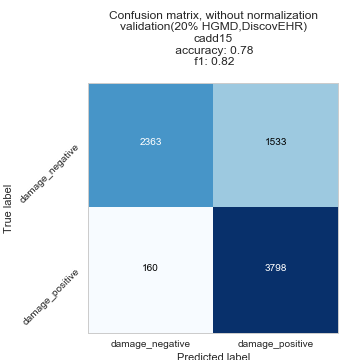 Confusion matrix, without normalization
validation(20% HGMD,DiscovEHR)
cadd15
accuracy: 0.78
f1: 0.82
2363
1533
damage_negative
True label
160
3798
damage_positive
damage_negative
damage_positive
Predicted label